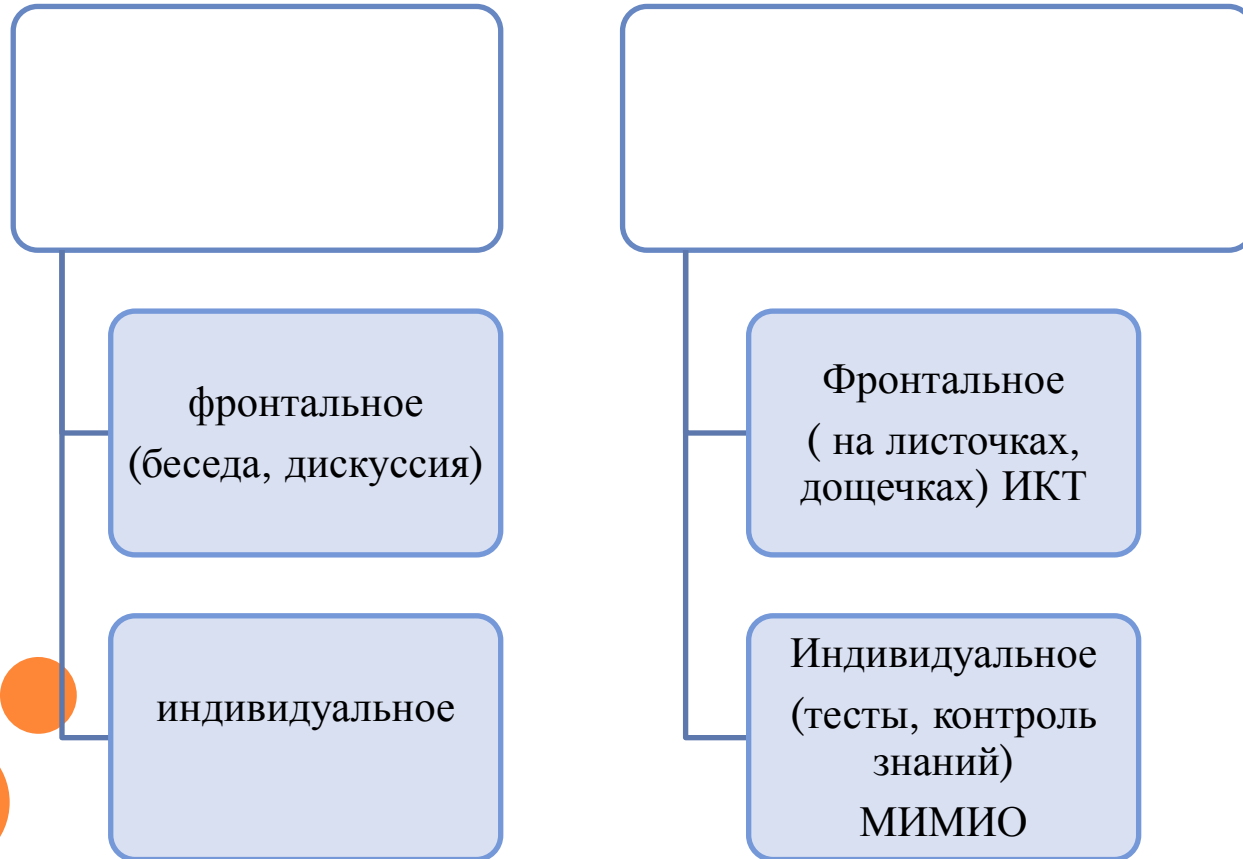 фронтальное
(беседа, дискуссия)
индивидуальное
Фронтальное
( на листочках,
дощечках) ИКТ
Индивидуальное
(тесты, контроль
знаний)
МИМИО